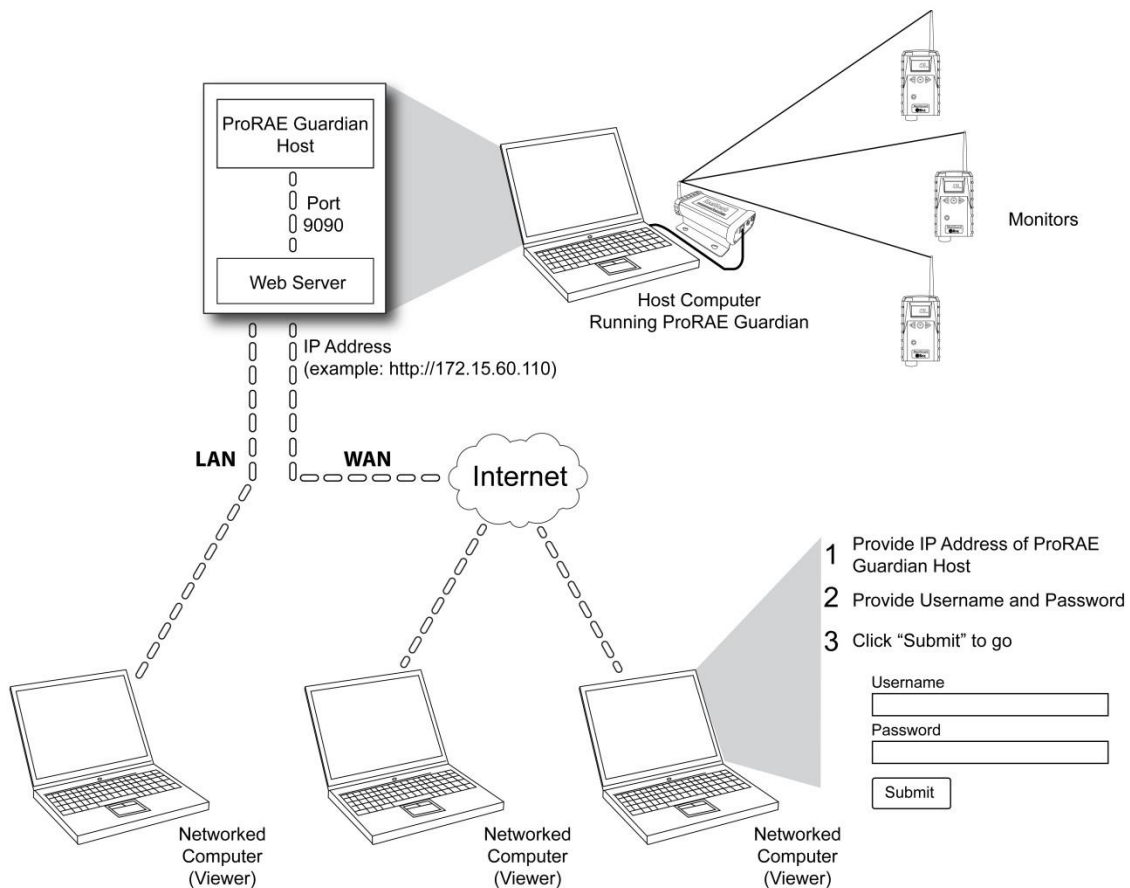 ProRAE Guardian
Host
Port
9090
Web Server
Monitors
Host Computer
Running ProRAE Guardian
IP Address
(example: http://172.15.60.110)
LAN
WAN
Internet
1 Provide IP Address of ProRAE
Guardian Host
2 Provide Username and Password
3 Click “Submit” to go
Username
Password
Submit
Networked
Computer
(Viewer)
Networked
Computer
(Viewer)
Networked
Computer
(Viewer)